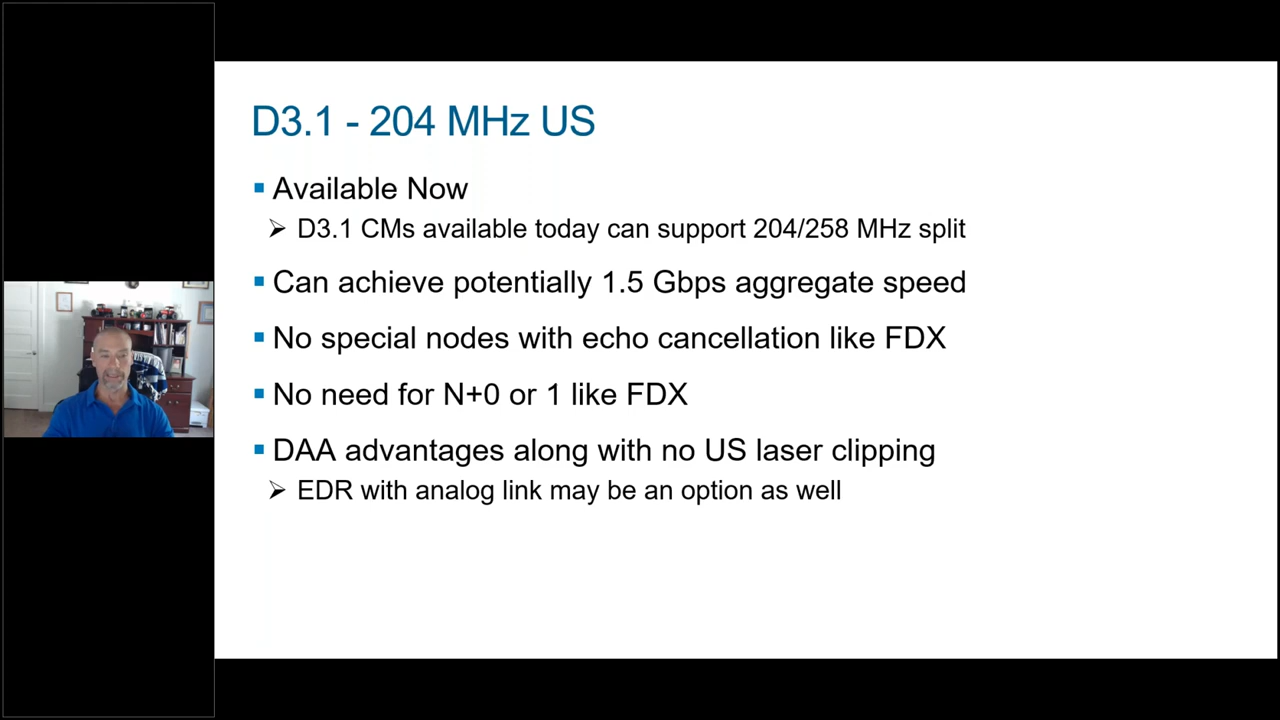 D3.1 - 204 MHz US
Available Now
D3.1 CMs available today can support 204/258 MHz split
Can achieve potentially 1.5 Gbps aggregate speed
No special nodes with echo cancellation like FDX
No need for N+0 or 1 like FDX
DAA advantages along with no US laser clipping
EDR with analog link may be an option as well